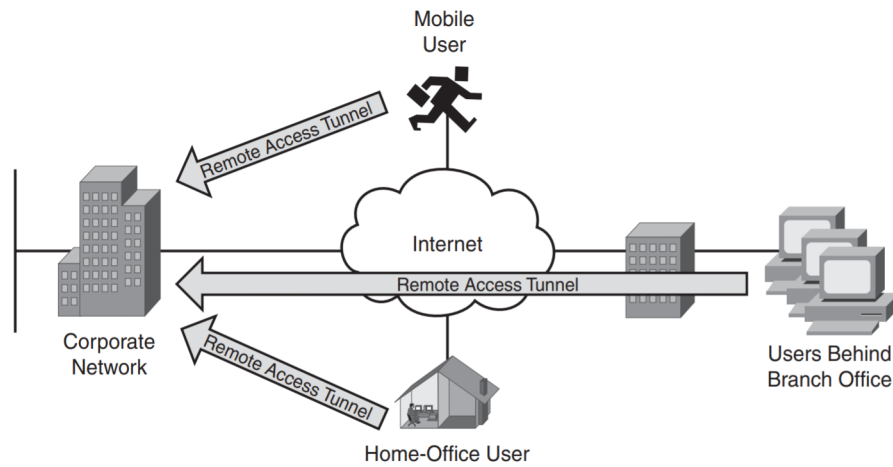 Mobile
User
Remote Access Tunnel
Internet
Remote Access Tunnel
Corporate
Network
Remote Access Tunnel
Users Behind
Branch Office
Home-Office User